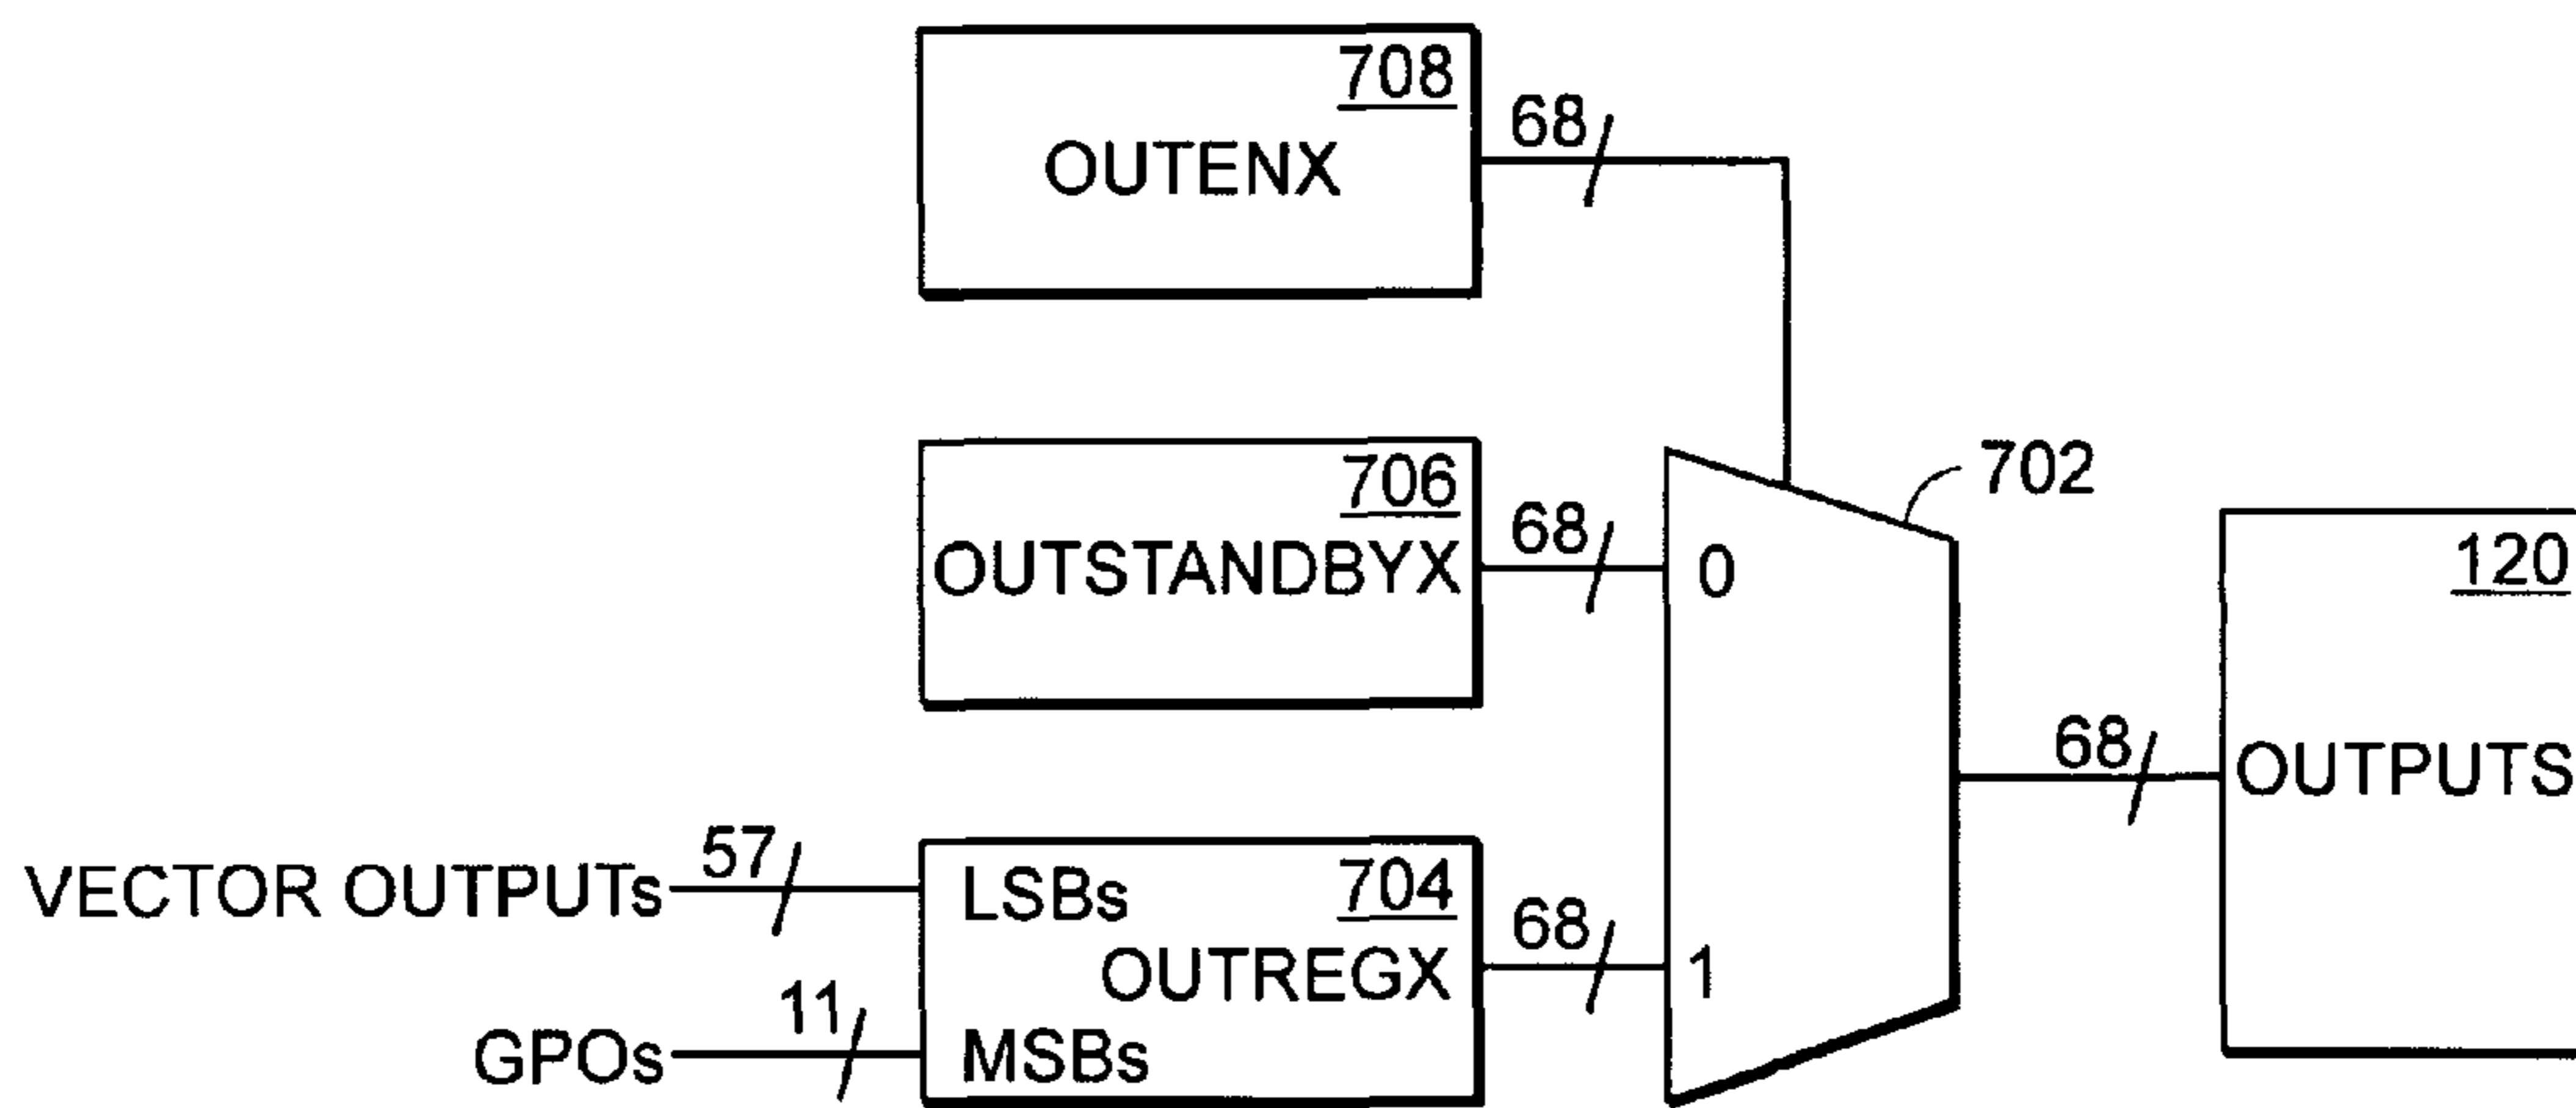 708
OUTENX
68
706
OUTSTANDBYX
68
0
702
120
OUTPUTS
68
VECTOR OUTPUTs
57
LSBs
704
OUTREGX
68
1
GPOs
11
MSBs